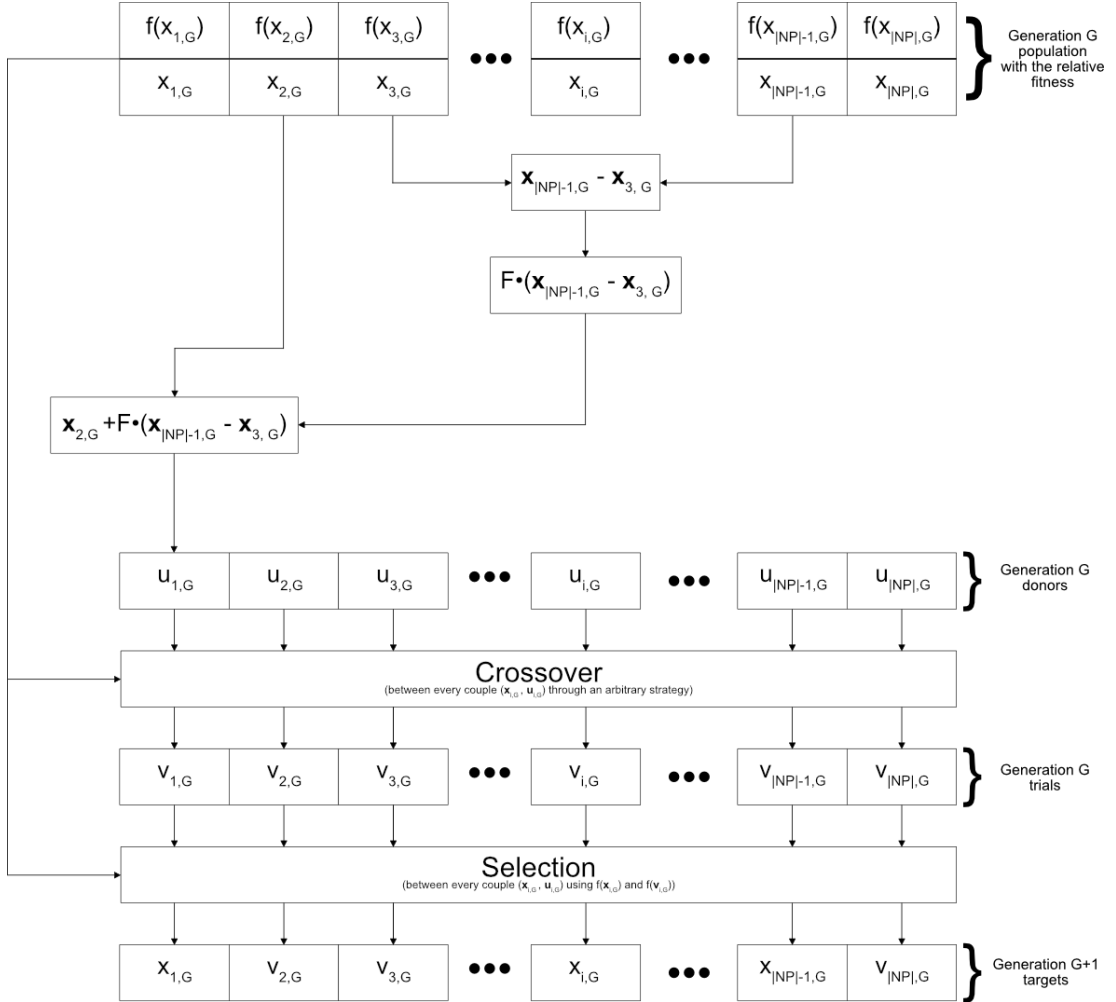 f(x1,G) f(x2,G) f(x3,G) ••• f(xi,G) ••• f(x|NP|-1,G) f(x|NP|,G)
x1,G x2,G x3,G xi,G x|NP|-1,G x|NP|,G
} Generation G
population
with the relative
fitness
x|NP|-1,G - x3, G
F•(x|NP|-1,G - x3, G)
x2,G +F•(x|NP|-1,G - x3, G)
u1,G u2,G u3,G ••• ui,G ••• u|NP|-1,G u|NP|,G
} Generation G
donors
Crossover
(between every couple (xi,G, ui,G) through an arbitrary strategy)
v1,G v2,G v3,G ••• vi,G ••• v|NP|-1,G v|NP|,G
} Generation G
trials
Selection
(between every couple (xi,G, ui,G) using f(xi,G) and f(vi,G))
x1,G v2,G v3,G ••• xi,G ••• x|NP|-1,G v|NP|,G
} Generation G+1
targets